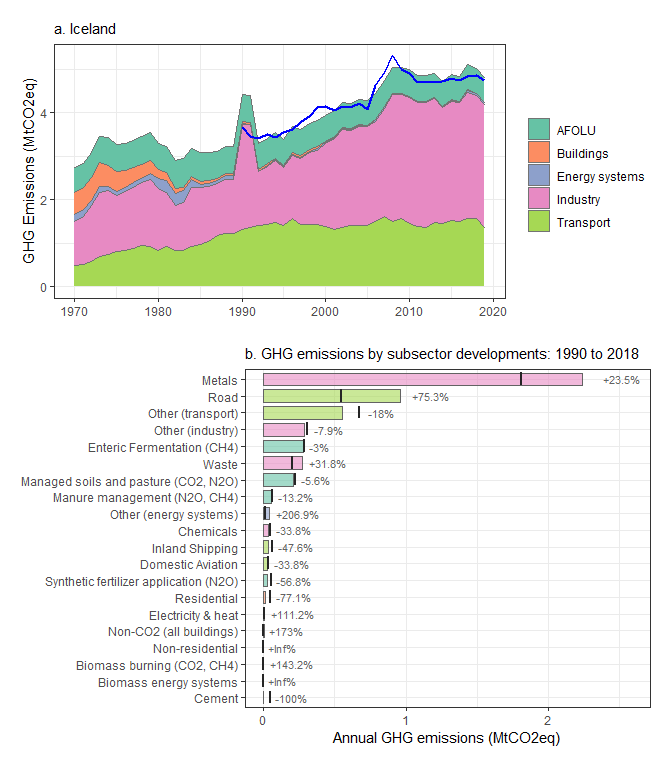 a. Iceland
GHG Emissions (MtCO2eq)
4
2
0
1970 1980 1990 2000 2010 2020
AFOLU
Buildings
Energy systems
Industry
Transport
b. GHG emissions by subsector developments: 1990 to 2018
Metals +23.5%
Road +75.3%
Other (transport) -18%
Other (industry) -7.9%
Enteric Fermentation (CH4) -3%
Waste +31.8%
Managed soils and pasture (CO2, N2O) -5.6%
Manure management (N2O, CH4) -13.2%
Other (energy systems) +206.9%
Chemicals -33.8%
Inland Shipping -47.6%
Domestic Aviation -33.8%
Synthetic fertilizer application (N2O) -56.8%
Residential -77.1%
Electricity & heat +111.2%
Non-CO2 (all buildings) +173%
Non-residential +Inf%
Biomass burning (CO2, CH4) +143.2%
Biomass energy systems +Inf%
Cement -100%
0 1 2
Annual GHG emissions (MtCO2eq)